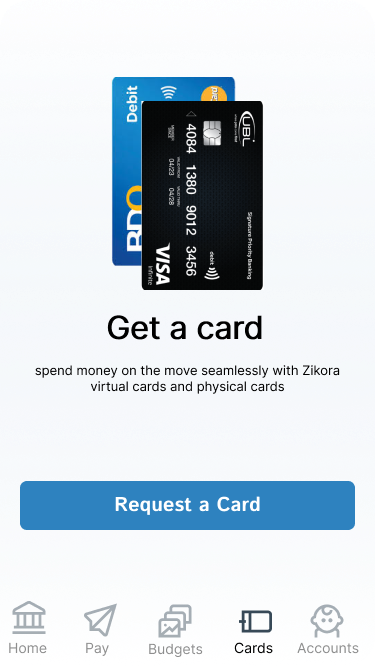 Debit
BDO
UBL
4084 1380 9012 3456
04/23
04/28
debit
Signature Priority Banking
VISA
Infinite
Get a card
spend money on the move seamlessly with Zikora
virtual cards and physical cards
Request a Card
Home
Pay
Budgets
Cards
Accounts